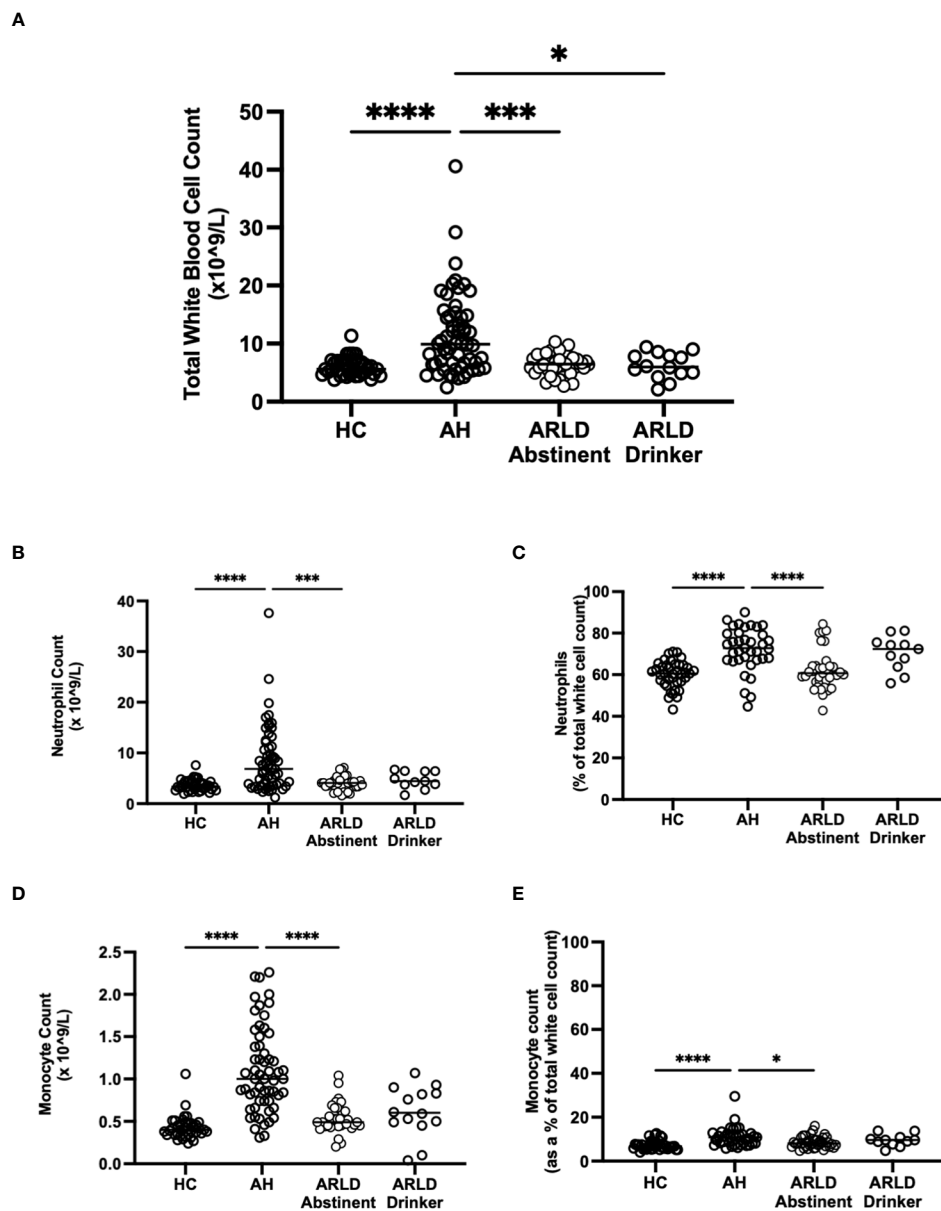 A
*
**** ***
Total White Blood Cell Count
(x10^9/L)
50
40
30
20
10
0
HC AH ARLD Abstinent ARLD Drinker
B
**** ***
Neutrophil Count
(x 10^9/L)
40
30
20
10
0
HC AH ARLD Abstinent ARLD Drinker
C
**** ****
Neutrophils
(% of total white cell count)
100
80
60
40
20
0
HC AH ARLD Abstinent ARLD Drinker
D
**** ****
Monocyte Count
(x 10^9/L)
2.5
2.0
1.5
1.0
0.5
0.0
HC AH ARLD Abstinent ARLD Drinker
E
**** *
Monocyte count
(as a % of total white cell count)
100
80
60
40
20
0
HC AH ARLD Abstinent ARLD Drinker